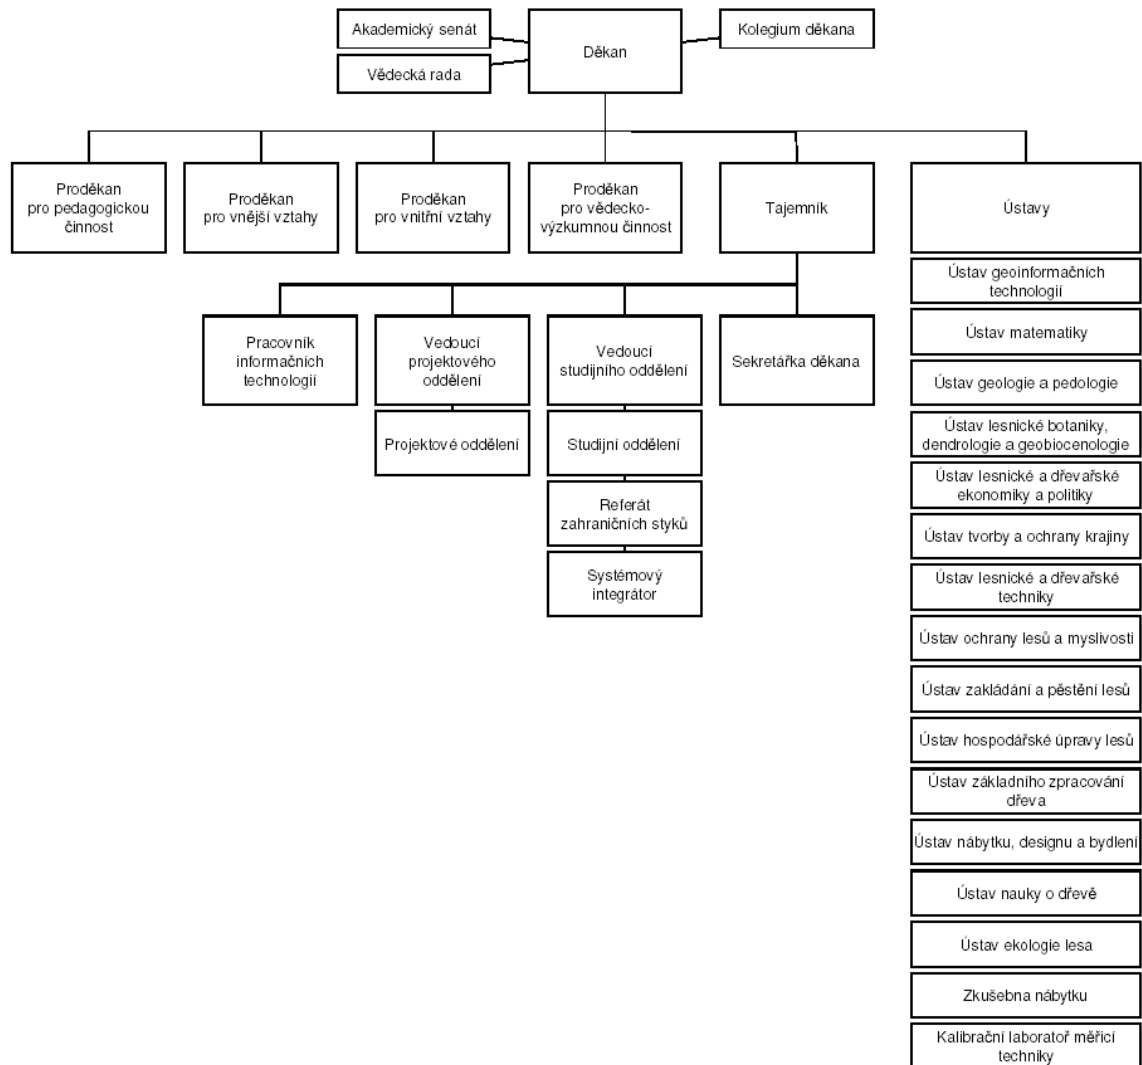 Akademický senát
Vědecká rada
Děkan
Kolegium děkana
Proděkan
pro pedagogickou
činnost
Proděkan
pro vnější vztahy
Proděkan
pro vnitřní vztahy
Proděkan
pro vědecko-
výzkumnou činnost
Tajemník
Ústavy
Pracovník
informačních
technologií
Vedoucí
projektového
oddělení
Projektové oddělení
Vedoucí
studijního oddělení
Studijní oddělení
Referát
zahraničních styků
Systémový
integrátor
Sekretářka děkana
Ústav geoinformačních
technologií
Ústav matematiky
Ústav geologie a pedologie
Ústav lesnické botaniky,
dendrologie a geobiocenologie
Ústav lesnické a dřevařské
ekonomiky a politiky
Ústav tvorby a ochrany krajiny
Ústav lesnické a dřevařské
techniky
Ústav ochrany lesů a myslivosti
Ústav zakládání a pěstění lesů
Ústav hospodářské úpravy lesů
Ústav základního zpracování
dřeva
Ústav nábytku, designu a bydlení
Ústav nauky o dřevě
Ústav ekologie lesa
Zkušebna nábytku
Kalibrační laboratoř měřicí
techniky